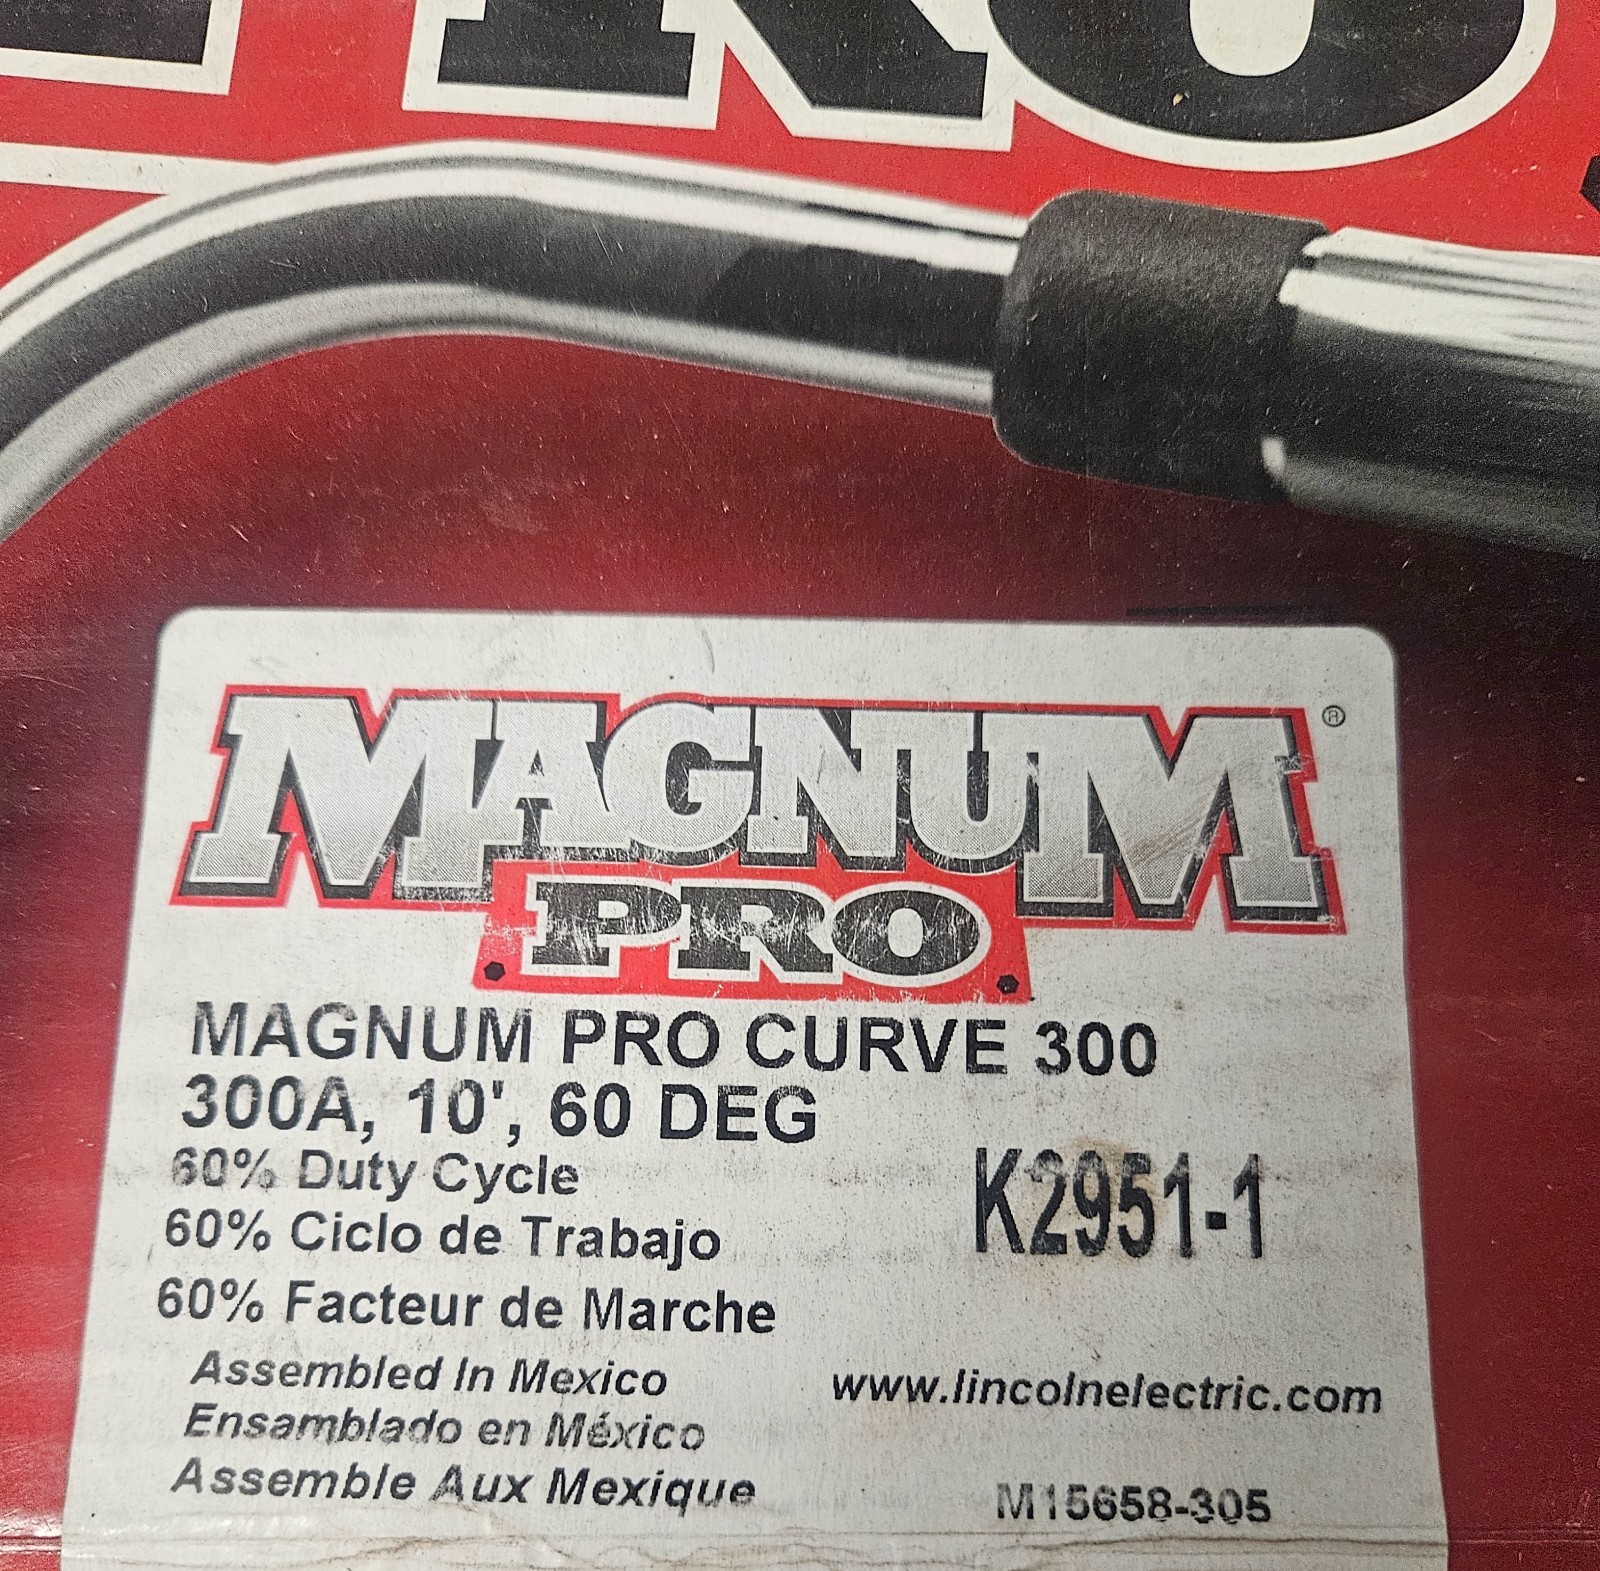 PRO
MAGNUM®
PRO
MAGNUM PRO CURVE 300
300A, 10', 60 DEG
60% Duty Cycle
K2951-1
60% Ciclo de Trabajo
60% Facteur de Marche
Assembled In Mexico
www.lincolnelectric.com
Ensamblado en México
Assemble Aux Mexique
M15658-305